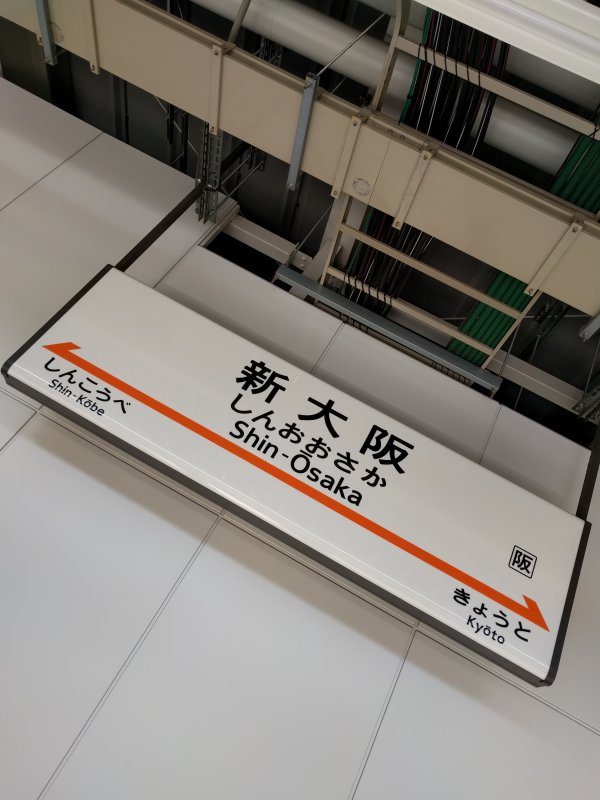 新大阪
しんおおさか
Shin-Ōsaka
しんこうべ
Shin-Kōbe
阪
きょうと
Kyōto